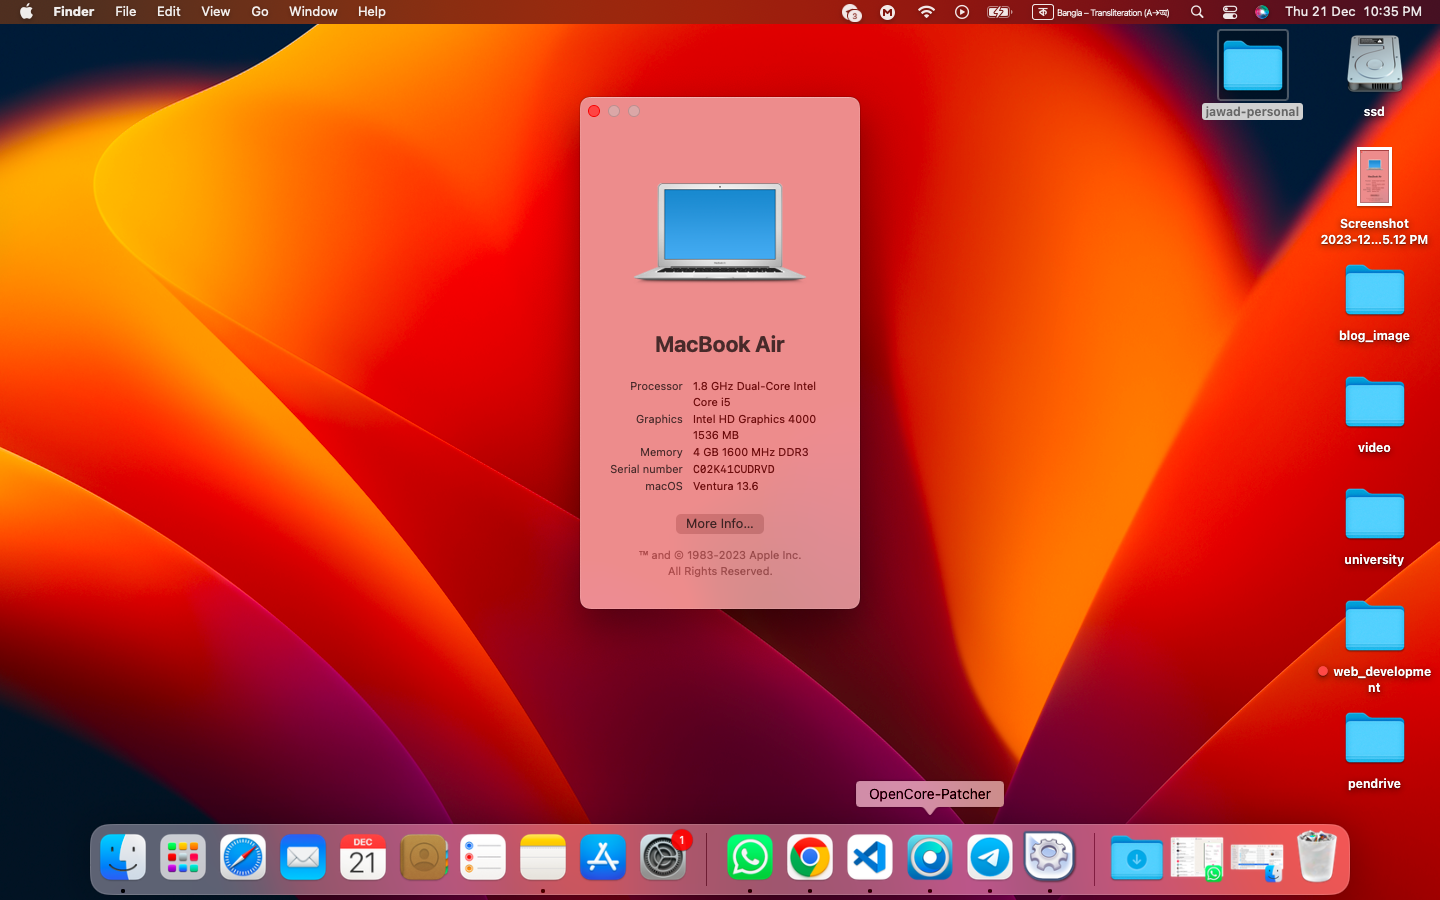 Finder File Edit View Go Window Help
3 क Bangla – Transliteration (A→অ) Thu 21 Dec 10:35 PM
jawad-personal
ssd
Screenshot
2023-12...5.12 PM
blog_image
video
university
web_developme
nt
pendrive
MacBook Air
Processor 1.8 GHz Dual-Core Intel
Core i5
Graphics Intel HD Graphics 4000
1536 MB
Memory 4 GB 1600 MHz DDR3
Serial number C02K41CUDRVD
macOS Ventura 13.6
More Info...
™ and © 1983-2023 Apple Inc.
All Rights Reserved.
OpenCore-Patcher
DEC
21
1